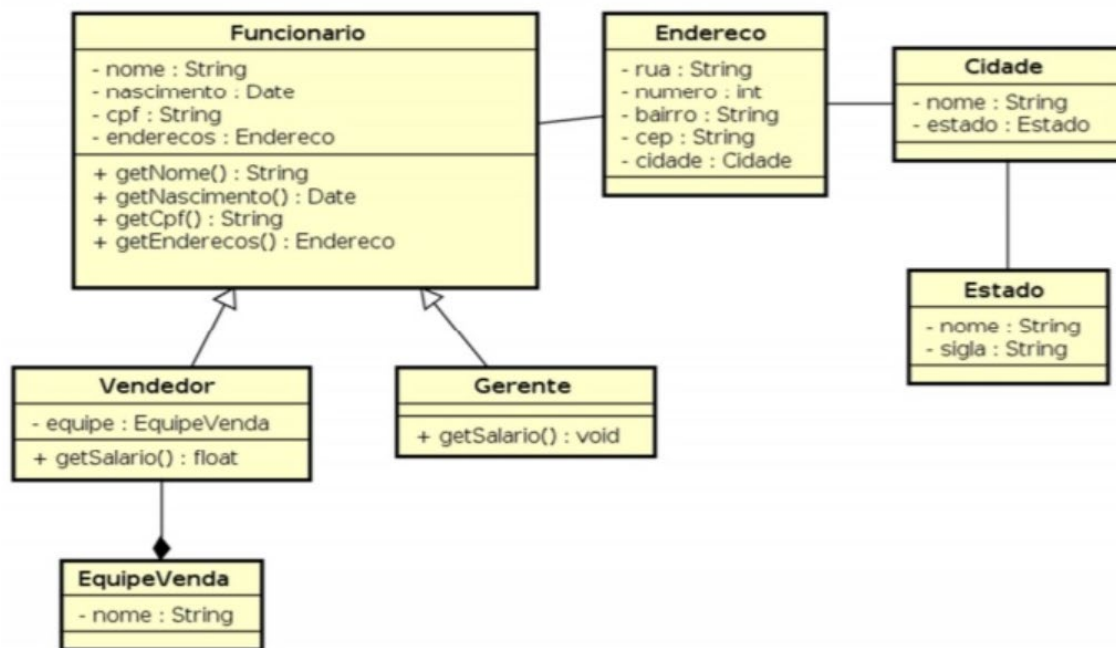 Funcionario
- nome : String
- nascimento : Date
- cpf : String
- enderecos : Endereco
+ getNome() : String
+ getNascimento() : Date
+ getCpf() : String
+ getEnderecos() : Endereco
Endereco
- rua : String
- numero : int
- bairro : String
- cep : String
- cidade : Cidade
Cidade
- nome : String
- estado : Estado
Estado
- nome : String
- sigla : String
Vendedor
- equipe : EquipeVenda
+ getSalario() : float
Gerente
+ getSalario() : void
EquipeVenda
- nome : String